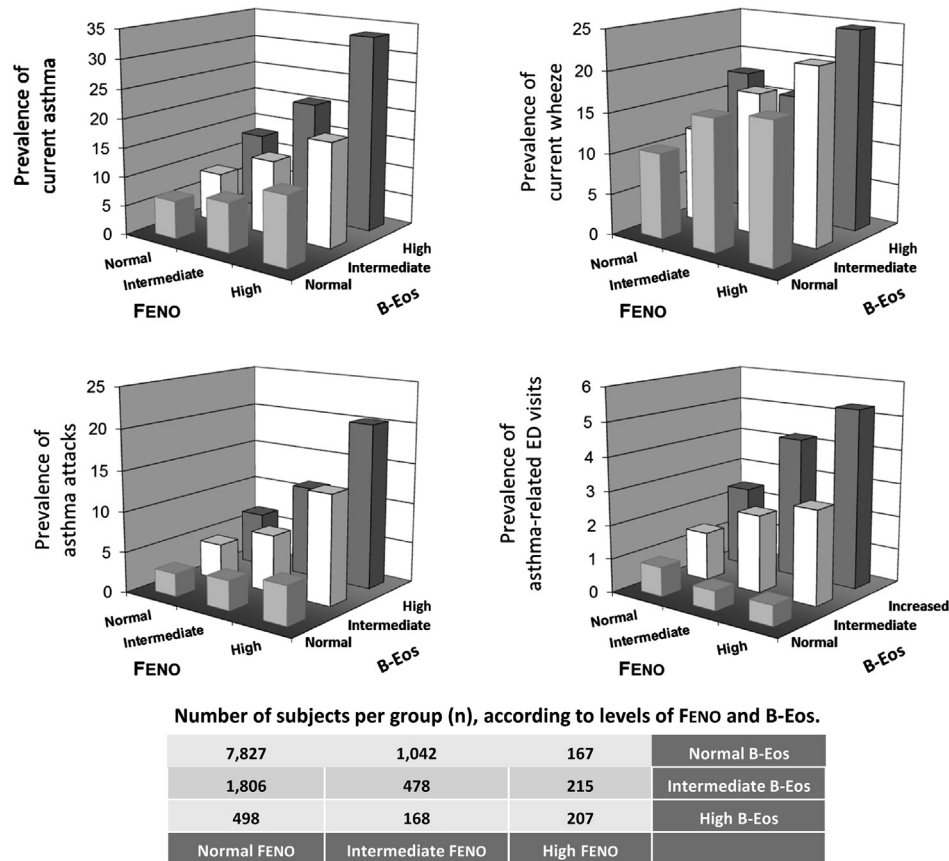 Prevalence of
current asthma
35
30
25
20
15
10
5
0
Normal
Intermediate
High
FENO
High
Intermediate
Normal
B-Eos
Prevalence of
current wheeze
25
20
15
10
5
0
Normal
Intermediate
High
FENO
High
Intermediate
Normal
B-Eos
Prevalence of
asthma attacks
25
20
15
10
5
0
Normal
Intermediate
High
FENO
High
Intermediate
Normal
B-Eos
Prevalence of
asthma-related ED visits
6
5
4
3
2
1
0
Normal
Intermediate
High
FENO
Increased
Intermediate
Normal
B-Eos
Number of subjects per group (n), according to levels of FENO and B-Eos.
7,827 1,042 167 Normal B-Eos
1,806 478 215 Intermediate B-Eos
498 168 207 High B-Eos
Normal FENO Intermediate FENO High FENO